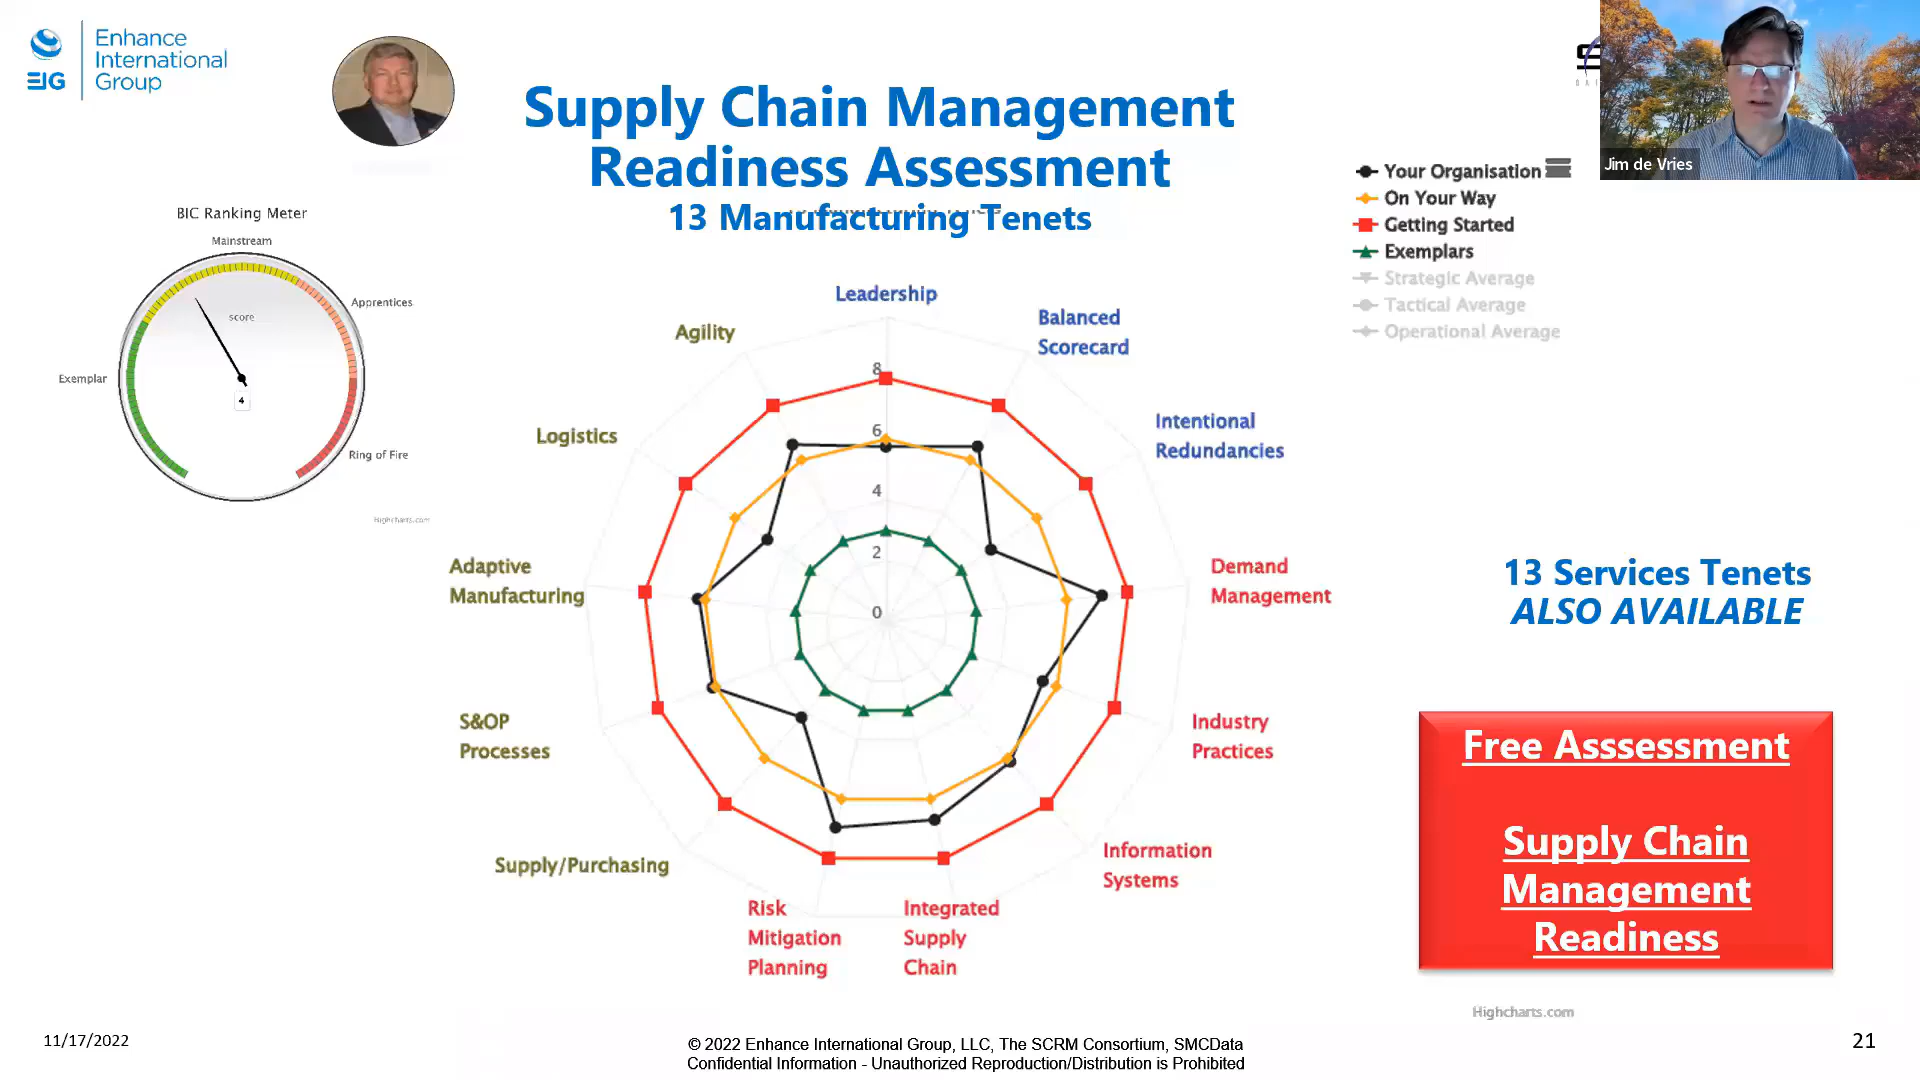 Enhance
International
Group
EIG
Supply Chain Management
Readiness Assessment
13 Manufacturing Tenets
Jim de Vries
Your Organisation
On Your Way
Getting Started
Exemplars
Strategic Average
Tactical Average
Operational Average
BIC Ranking Meter
Mainstream
Apprentices
score
Exemplar
4
Ring of Fire
Highcharts.com
Leadership
Balanced
Scorecard
Agility
Intentional
Redundancies
Logistics
8
6
4
2
0
Demand
Management
Adaptive
Manufacturing
Industry
Practices
S&OP
Processes
Information
Systems
Supply/Purchasing
Integrated
Supply
Chain
Risk
Mitigation
Planning
13 Services Tenets
ALSO AVAILABLE
Free Asssessment
Supply Chain
Management
Readiness
Highcharts.com
11/17/2022
© 2022 Enhance International Group, LLC, The SCRM Consortium, SMCData
Confidential Information - Unauthorized Reproduction/Distribution is Prohibited
21